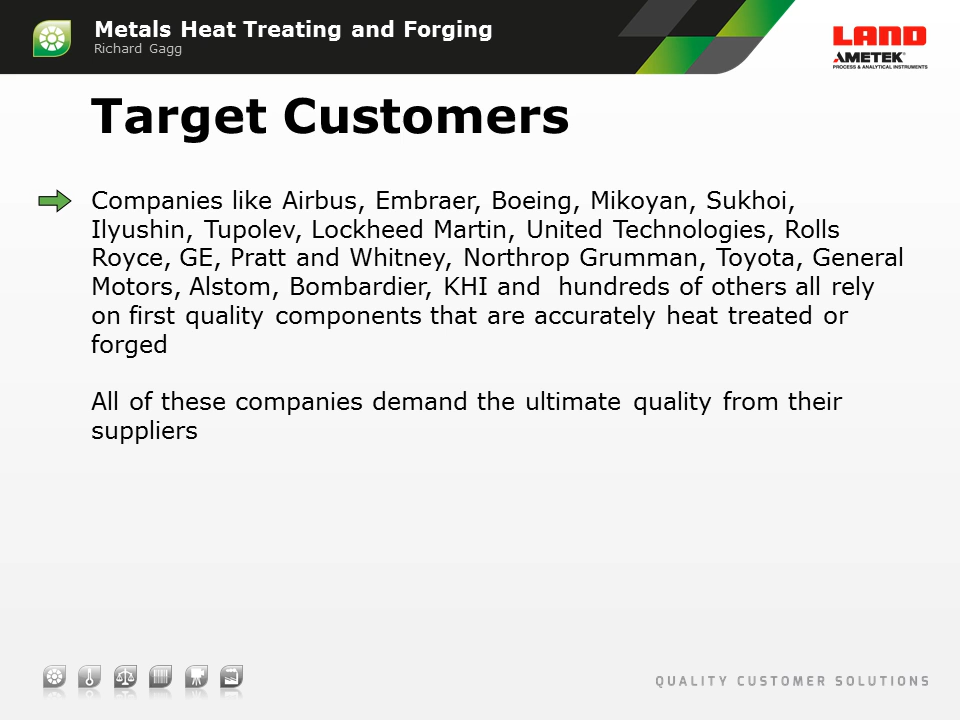 Metals Heat Treating and Forging
Richard Gagg
LAND
AMETEK®
PROCESS & ANALYTICAL INSTRUMENTS
Target Customers
Companies like Airbus, Embraer, Boeing, Mikoyan, Sukhoi,
Ilyushin, Tupolev, Lockheed Martin, United Technologies, Rolls
Royce, GE, Pratt and Whitney, Northrop Grumman, Toyota, General
Motors, Alstom, Bombardier, KHI and  hundreds of others all rely
on first quality components that are accurately heat treated or
forged
All of these companies demand the ultimate quality from their
suppliers
QUALITY CUSTOMER SOLUTIONS